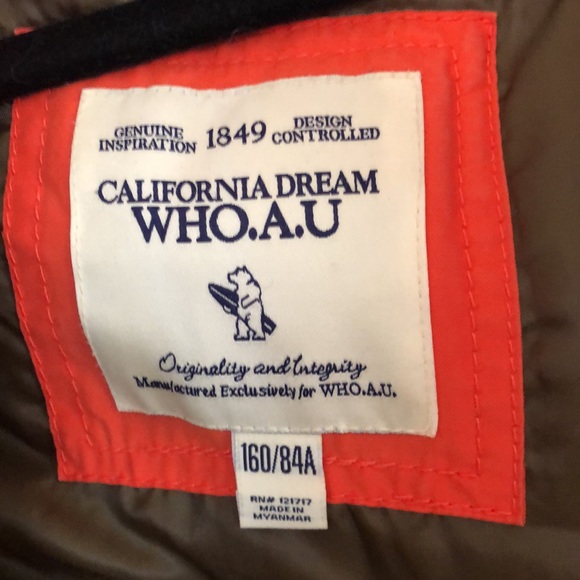 GENUINE INSPIRATION 1849 DESIGN CONTROLLED
CALIFORNIA DREAM
WHO.A.U
Originality and Integrity
Manufactured Exclusively for WHO.A.U.
160/84A
RN# 121717
MADE IN
MYANMAR